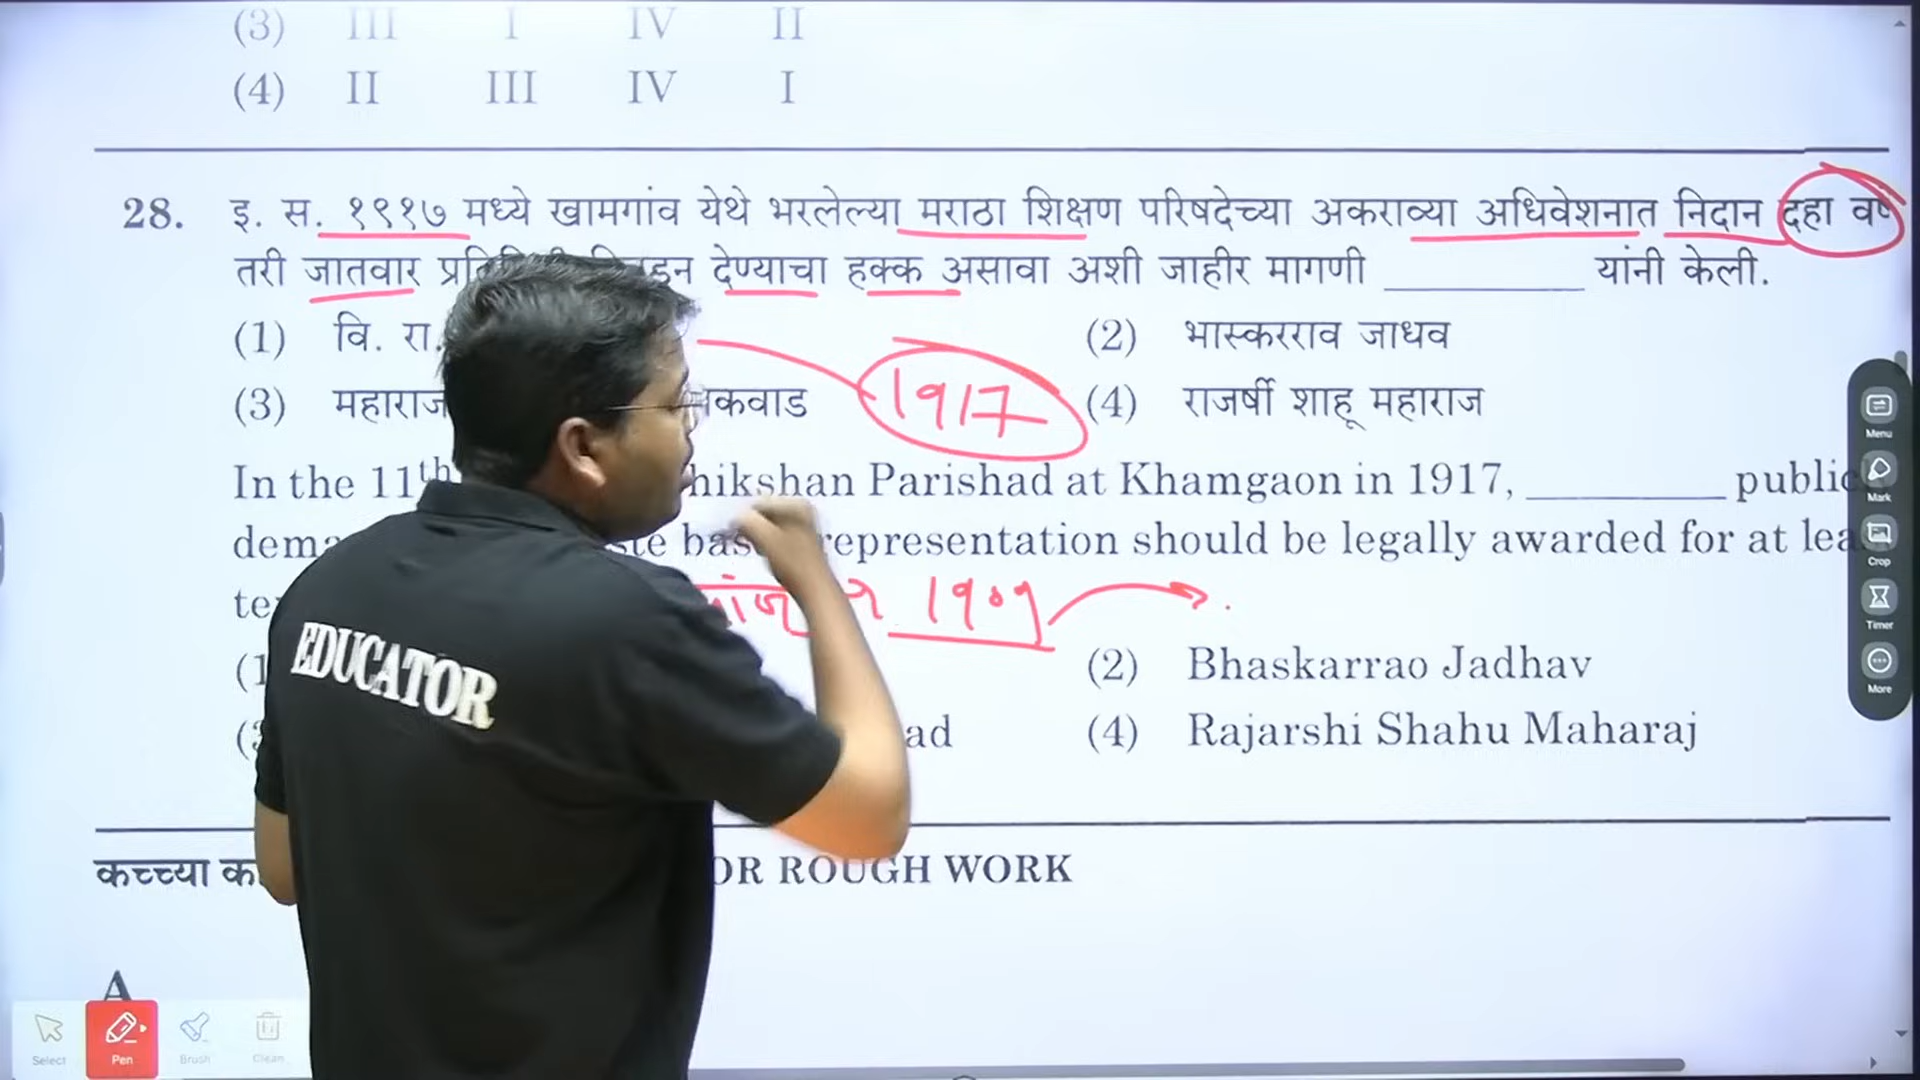 (3) III I IV II
(4) II III IV I
28. इ. स. १९१७ मध्ये खामगांव येथे भरलेल्या मराठा शिक्षण परिषदेच्या अकराव्या अधिवेशनात निदान दहा वर्षे
तरी जातवार देण्याचा हक्क असावा अशी जाहीर मागणी __________ यांनी केली.
(1) वि. रा. (2) भास्करराव जाधव
(3) महाराज कवाड 1917 (4) राजर्षी शाहू महाराज
In the 11th hikshan Parishad at Khamgaon in 1917, __________ public
dema representation should be legally awarded for at lea
1909
(2) Bhaskarrao Jadhav
ad (4) Rajarshi Shahu Maharaj
कच्च्या OR ROUGH WORK
A
EDUCATOR
Menu
Mark
Crop
Timer
More
Select Pen Brush Clean